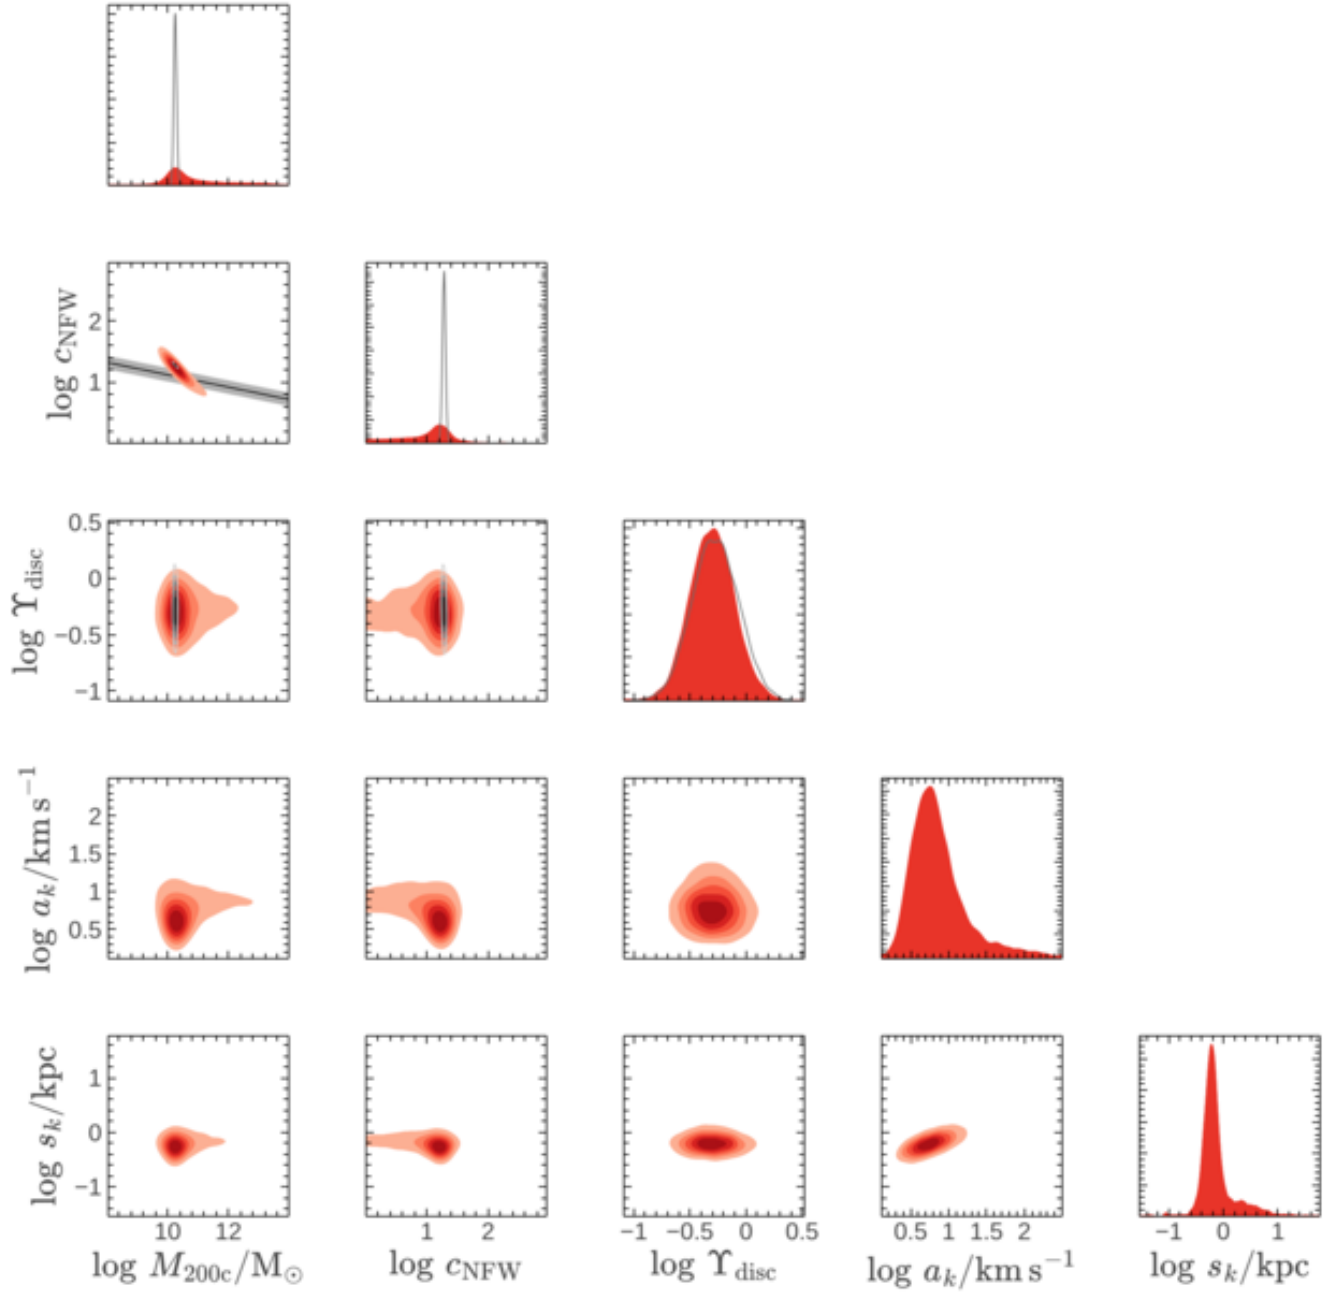 log c_NFW
2
1
log ϒ_disc
0.5
0
−0.5
−1
log a_k/km s⁻¹
2
1.5
1
0.5
log s_k/kpc
1
0
−1
10 12 1 2 −1 −0.5 0 0.5 0.5 1 1.5 2 −1 0 1
log M_200c/M_⊙ log c_NFW log ϒ_disc log a_k/km s⁻¹ log s_k/kpc